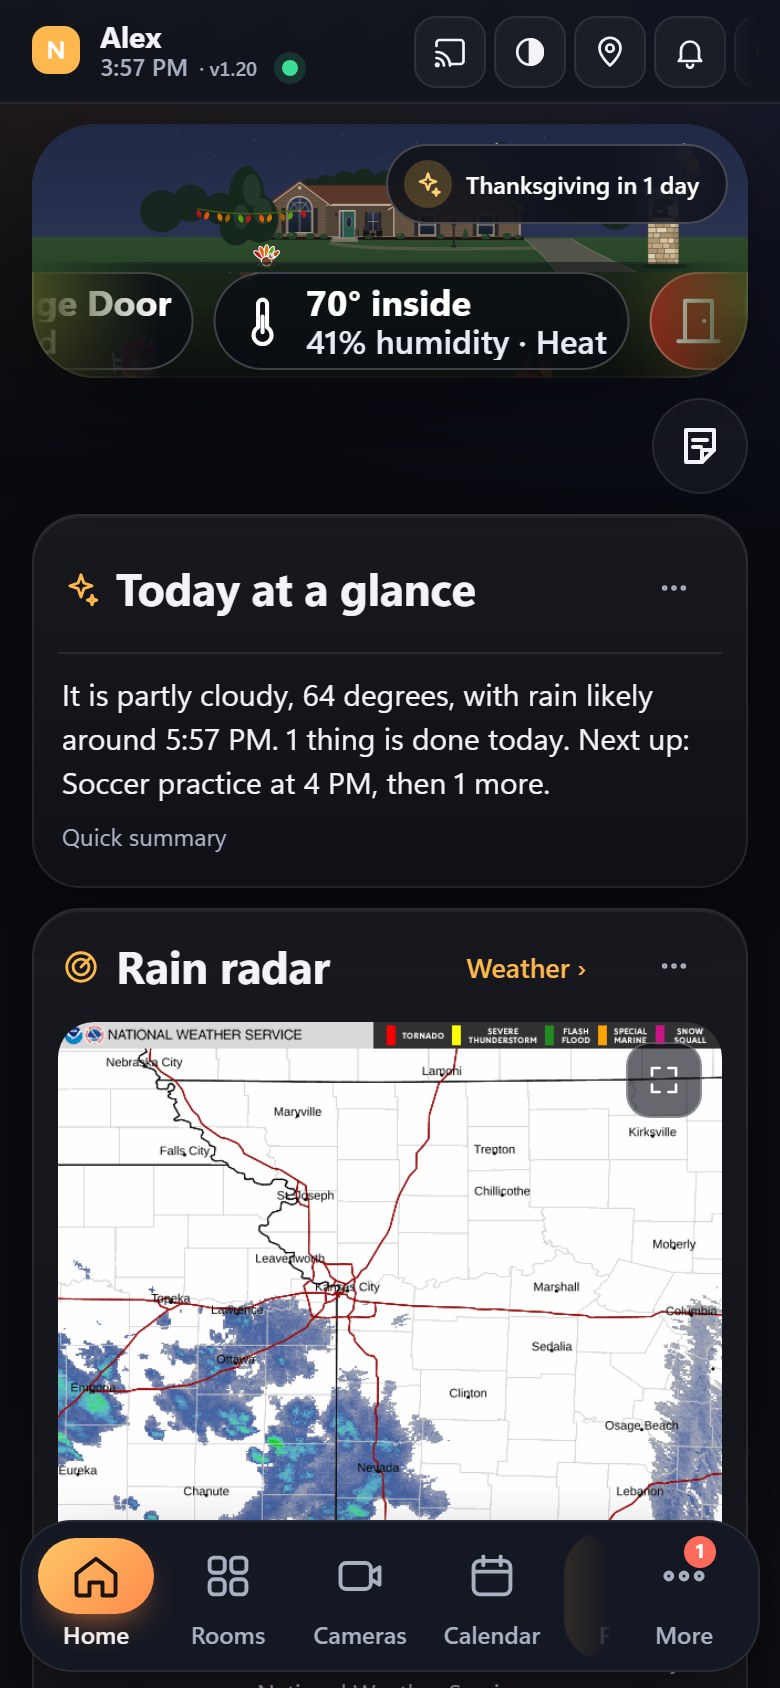 N
Alex
3:57 PM · v1.20
Thanksgiving in 1 day
ge Door
d
70° inside
41% humidity · Heat
Today at a glance
It is partly cloudy, 64 degrees, with rain likely
around 5:57 PM. 1 thing is done today. Next up:
Soccer practice at 4 PM, then 1 more.
Quick summary
Rain radar
Weather ›
NATIONAL WEATHER SERVICE
TORNADO
SEVERE THUNDERSTORM
FLASH FLOOD
SPECIAL MARINE
SNOW SQUALL
Nebraska City
Lamoni
Maryville
Kirksville
Falls City
Trenton
St Joseph
Chillicothe
Moberly
Leavenworth
Kansas City
Marshall
Topeka
Lawrence
Columbia
Sedalia
Ottawa
Emporia
Clinton
Osage Beach
Eureka
Nevada
Chanute
Lebanon
1
Home
Rooms
Cameras
Calendar
F
More